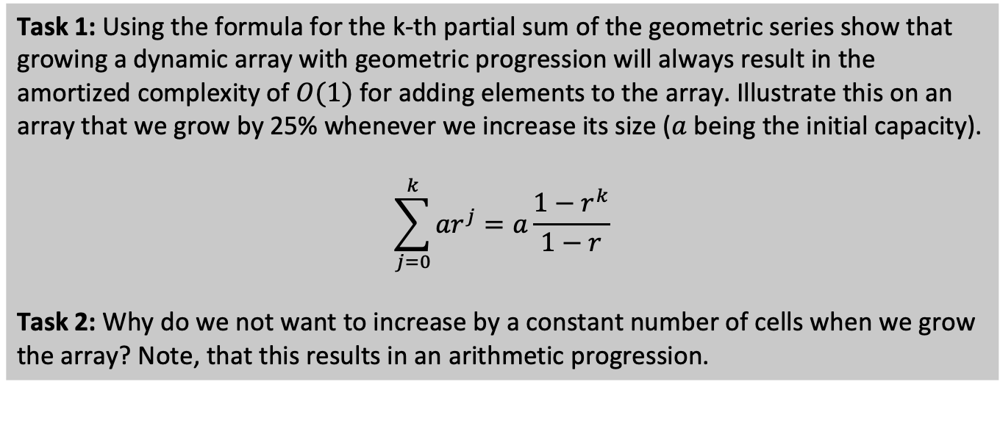 Task 1: Using the formula for the k-th partial sum of the geometric series show that
growing a dynamic array with geometric progression will always result in the
amortized complexity of O(1) for adding elements to the array. Illustrate this on an
array that we grow by 25% whenever we increase its size (a being the initial capacity).
\sum_{j=0}^{k} ar^j = a \frac{1 - r^k}{1 - r}
Task 2: Why do we not want to increase by a constant number of cells when we grow
the array? Note, that this results in an arithmetic progression.